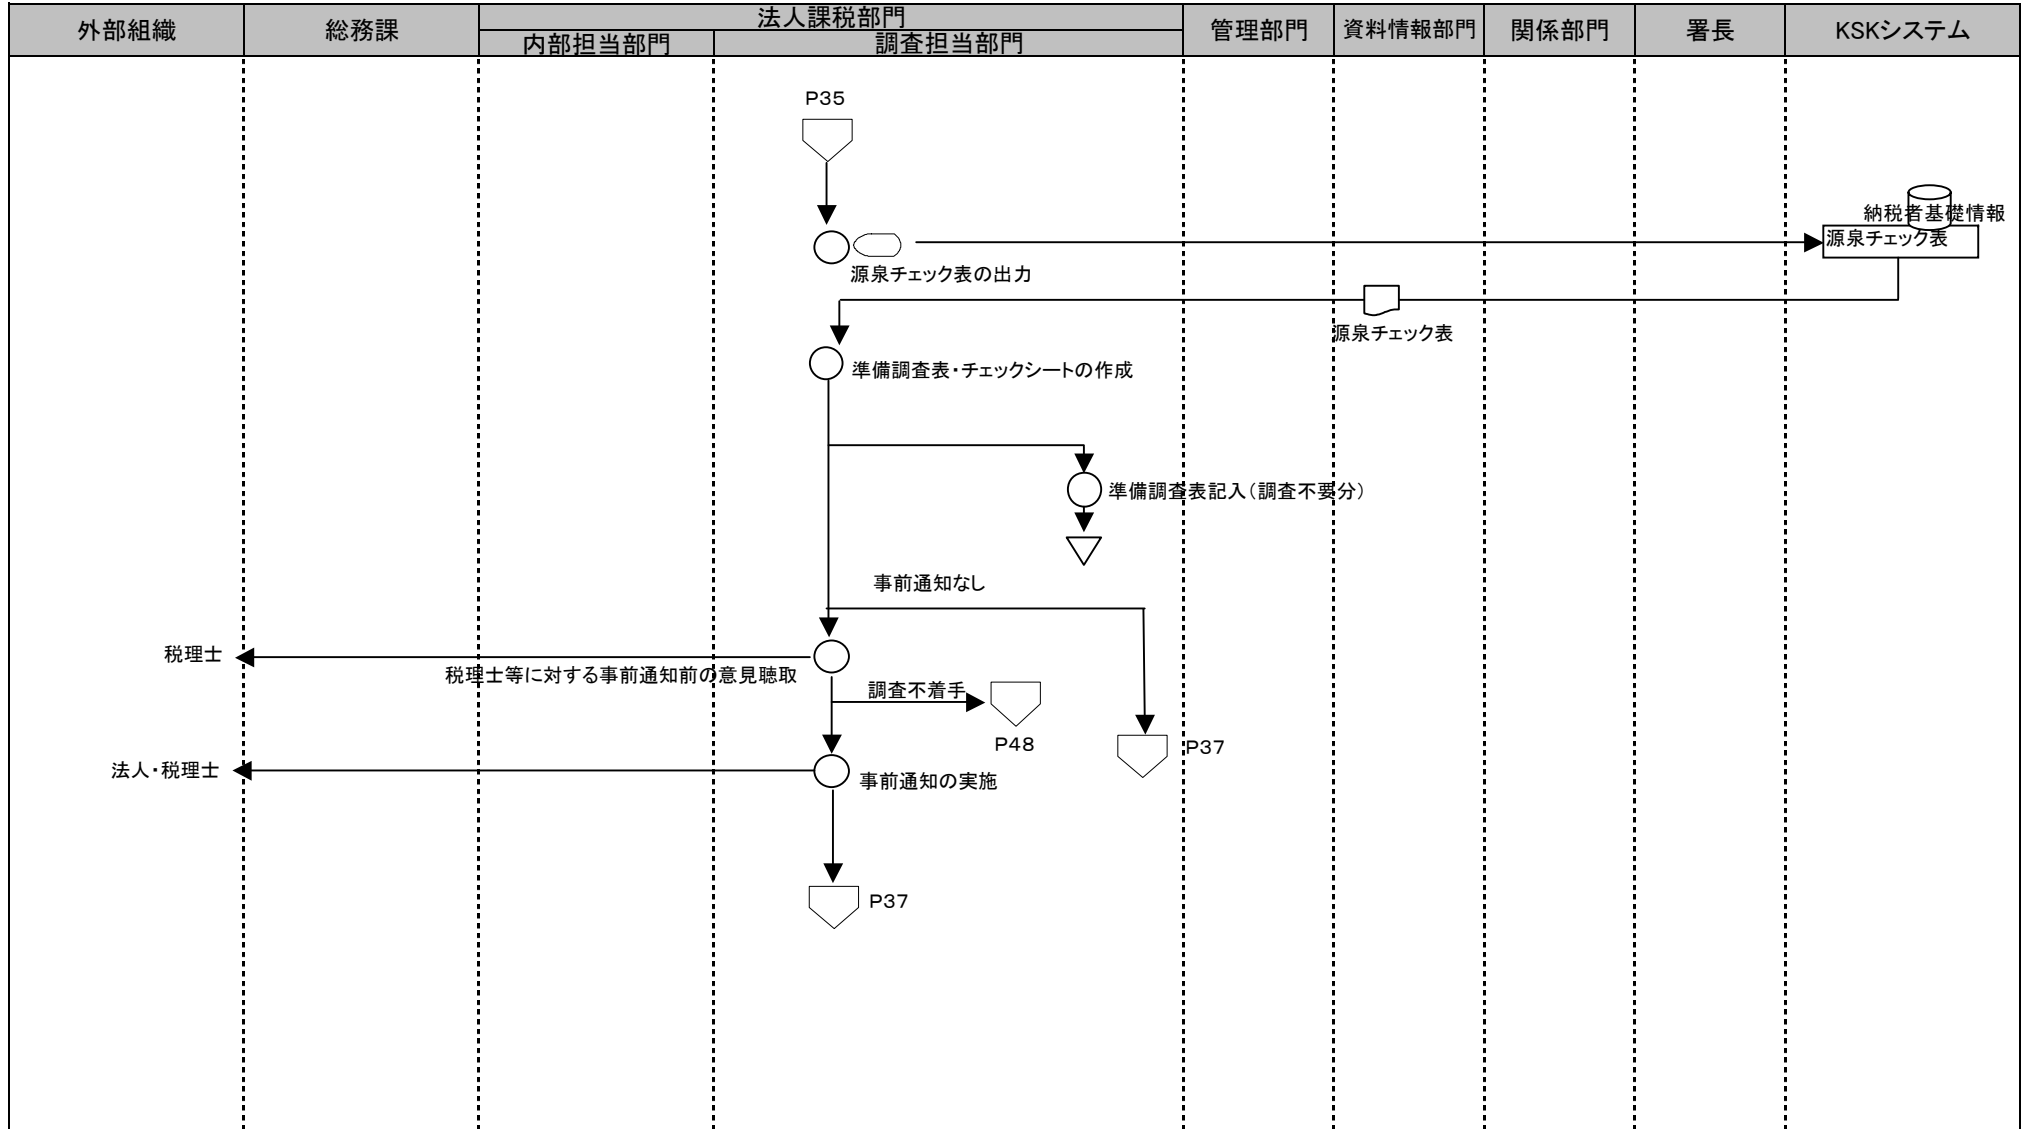 外部組織
総務課
法人課税部門
内部担当部門
調査担当部門
管理部門
資料情報部門
関係部門
署長
KSKシステム
P35
納税者基礎情報
源泉チェック表
源泉チェック表の出力
源泉チェック表
準備調査表・チェックシートの作成
準備調査表記入（調査不要分）
事前通知なし
税理士
税理士等に対する事前通知前の意見聴取
調査不着手
P48
P37
法人・税理士
事前通知の実施
P37